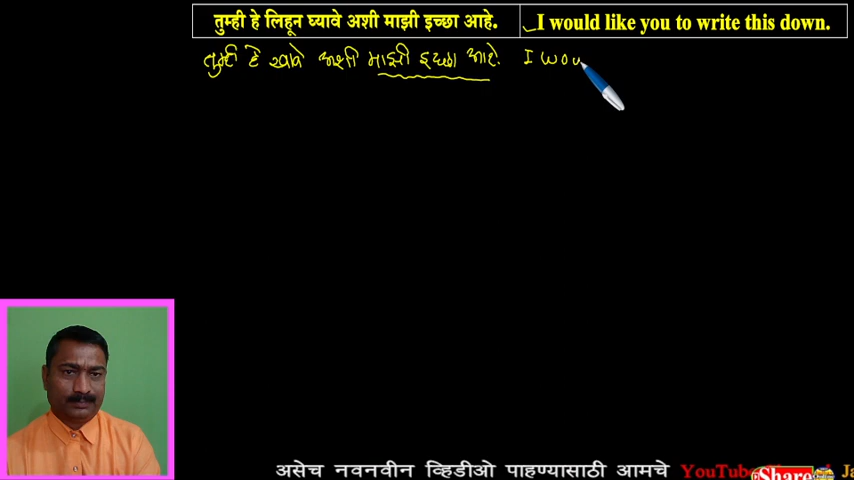 तुम्ही हे लिहून घ्यावे अशी माझी इच्छा आहे. I would like you to write this down.
तुम्ही हे खावे अशी माझी इच्छा आहे. I wou
असेच नवनवीन व्हिडीओ पाहण्यासाठी आमचे YouTube
Share